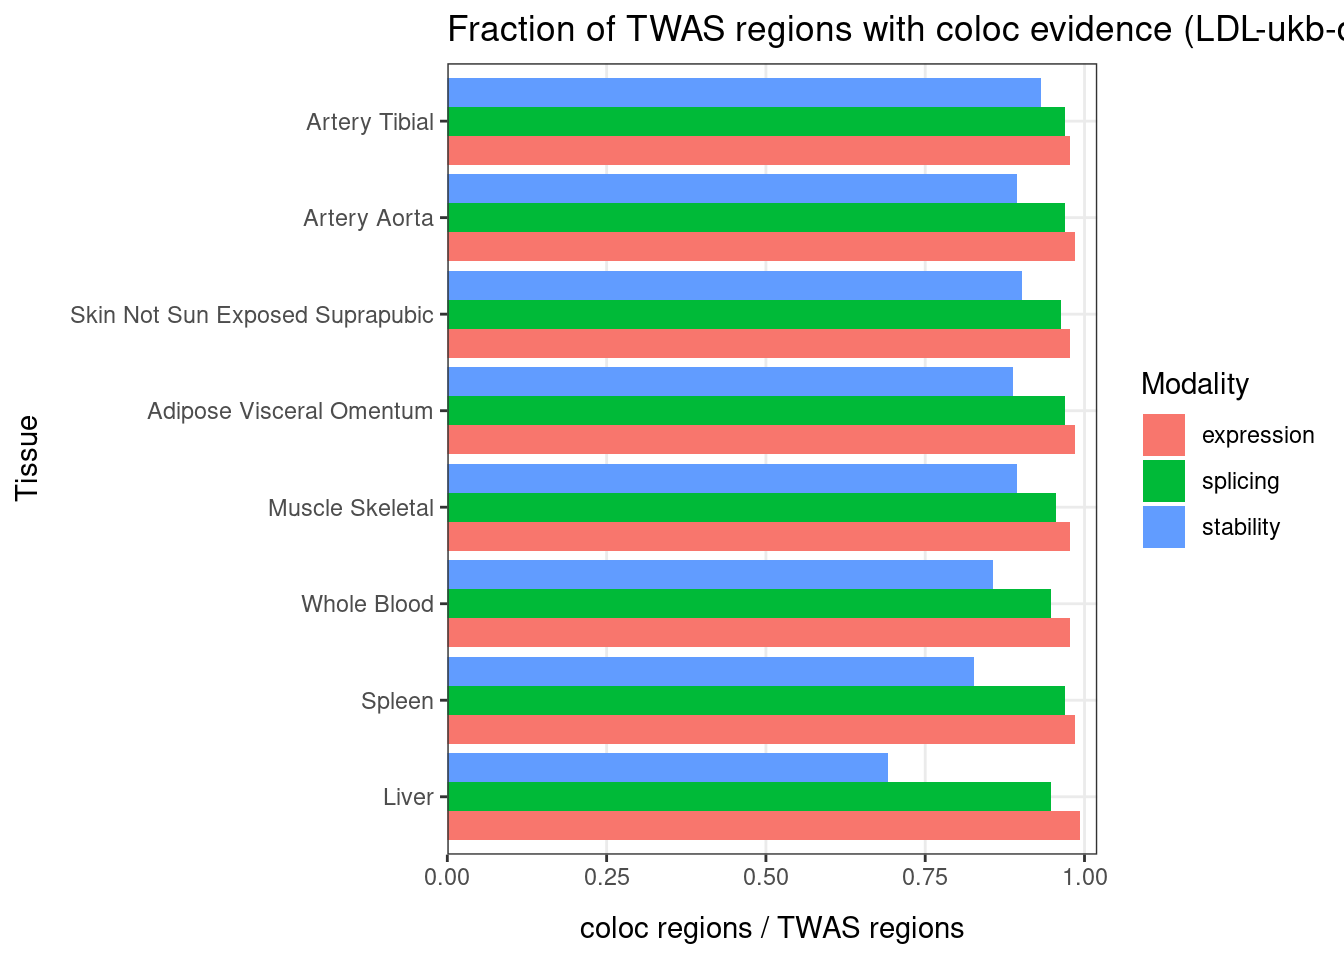 Fraction of TWAS regions with coloc evidence (LDL-ukb-
Artery Tibial
Artery Aorta
Skin Not Sun Exposed Suprapubic
Adipose Visceral Omentum
Muscle Skeletal
Whole Blood
Spleen
Liver
Tissue
0.00 0.25 0.50 0.75 1.00
coloc regions / TWAS regions
Modality
expression
splicing
stability